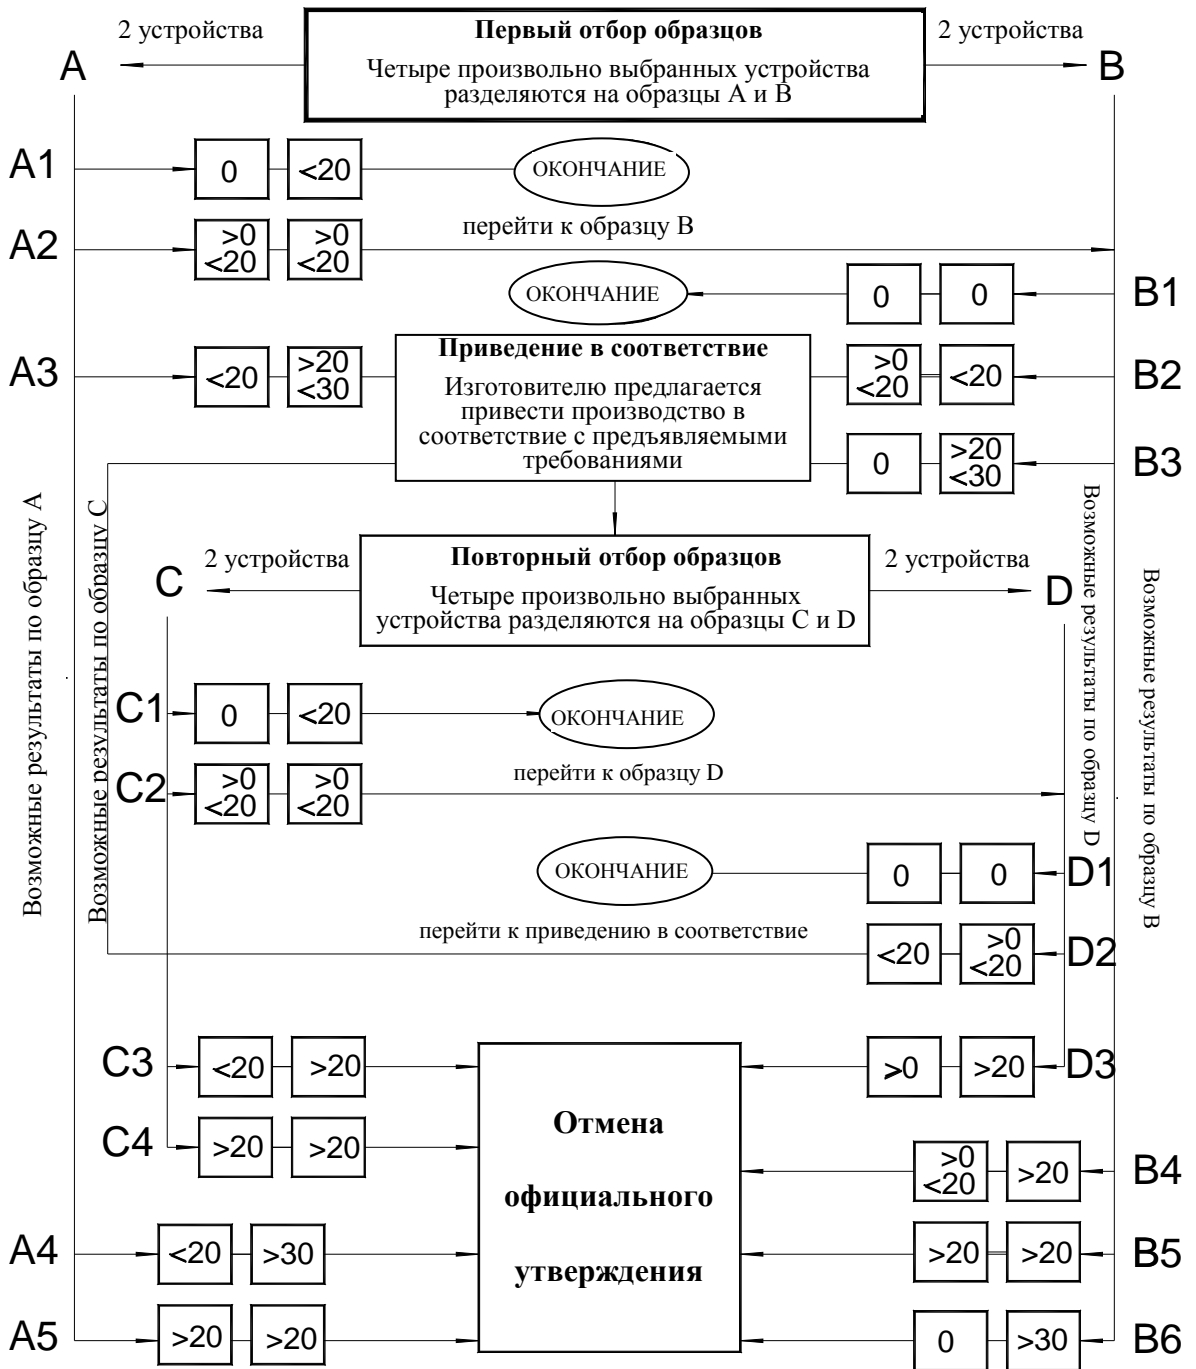 2 устройства
Первый отбор образцов
2 устройства
A
Четыре произвольно выбранных устройства
разделяются на образцы А и В
B
A1
0
<20
ОКОНЧАНИЕ
A2
>0
<20
>0
<20
перейти к образцу В
ОКОНЧАНИЕ
0
0
B1
A3
<20
>20
<30
Приведение в соответствие
Изготовителю предлагается
привести производство в
соответствие с предъявляемыми
требованиями
>0
<20
<20
B2
0
>20
<30
B3
Возможные результаты по образцу А
Возможные результаты по образцу С
Возможные результаты по образцу D
Возможные результаты по образцу В
2 устройства
Повторный отбор образцов
2 устройства
C
Четыре произвольно выбранных
устройства разделяются на образцы С и D
D
C1
0
<20
ОКОНЧАНИЕ
C2
>0
<20
>0
<20
перейти к образцу D
ОКОНЧАНИЕ
0
0
D1
перейти к приведению в соответствие
<20
>0
<20
D2
C3
<20
>20
>0
>20
D3
C4
>20
>20
Отмена
официального
утверждения
>0
<20
>20
B4
A4
<20
>30
>20
>20
B5
A5
>20
>20
0
>30
B6